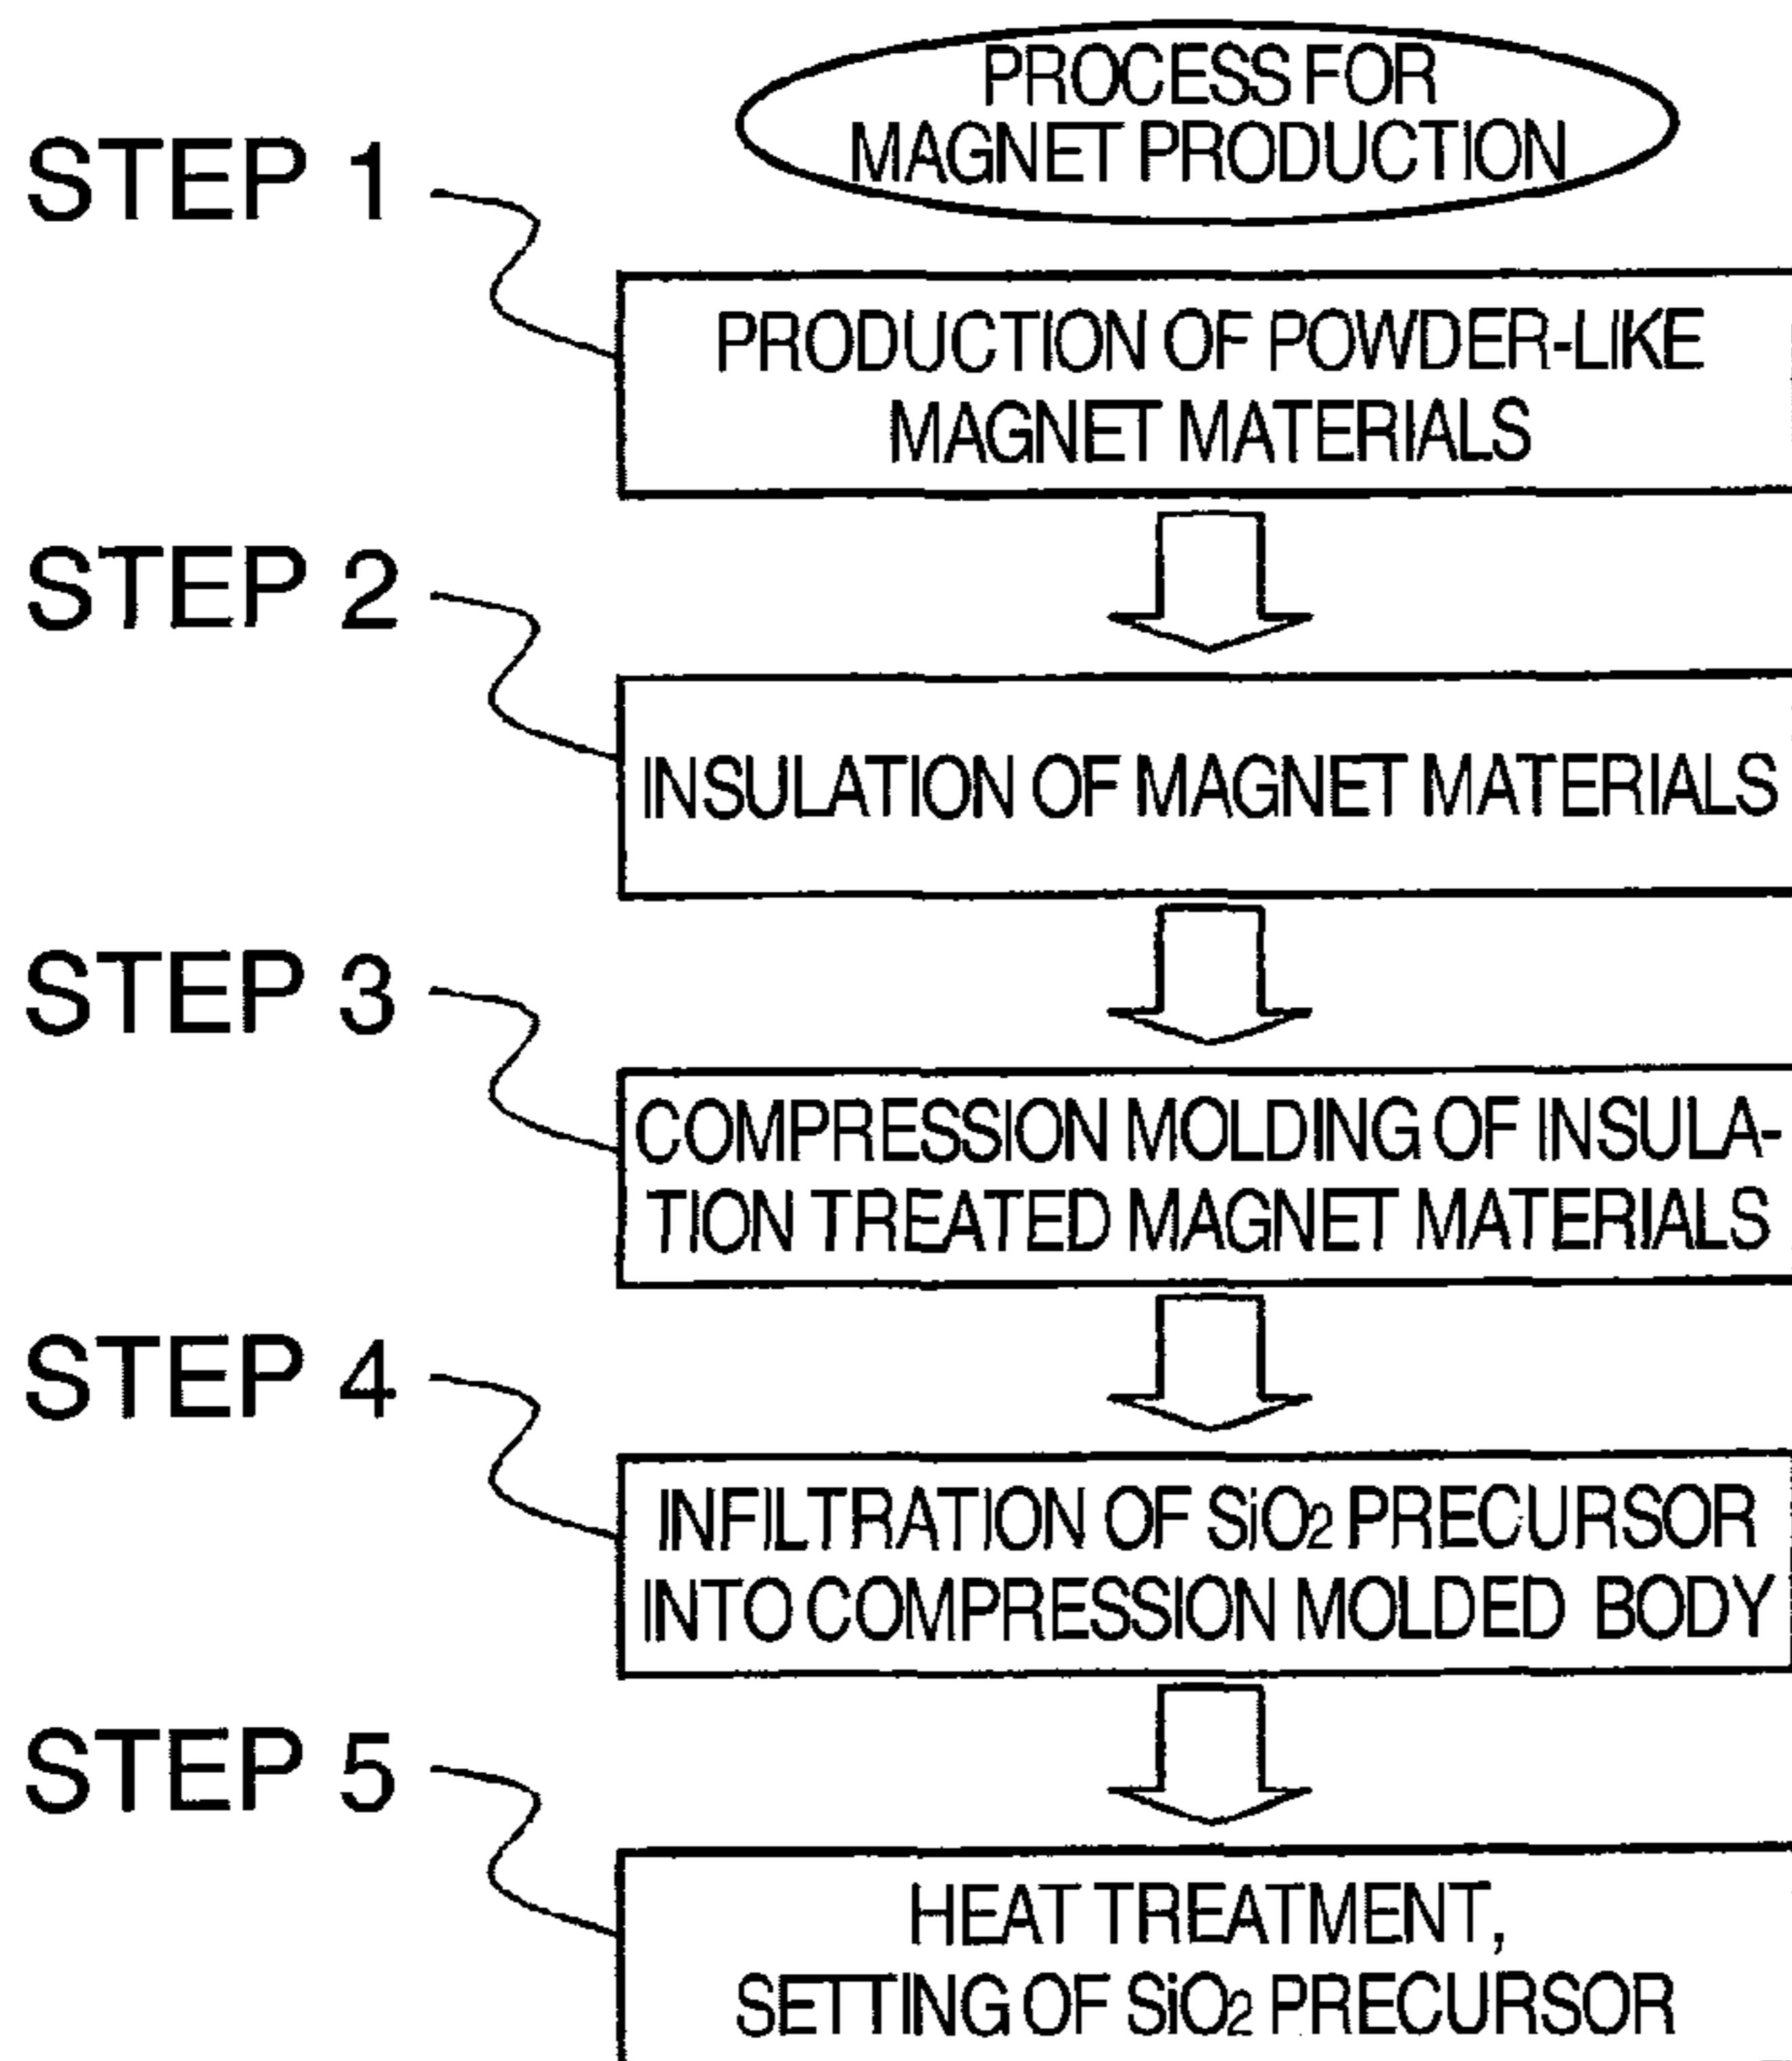 PROCESS FOR
MAGNET PRODUCTION
STEP 1
PRODUCTION OF POWDER-LIKE
MAGNET MATERIALS
STEP 2
INSULATION OF MAGNET MATERIALS
STEP 3
COMPRESSION MOLDING OF INSULA-
TION TREATED MAGNET MATERIALS
STEP 4
INFILTRATION OF SiO₂ PRECURSOR
INTO COMPRESSION MOLDED BODY
STEP 5
HEAT TREATMENT,
SETTING OF SiO₂ PRECURSOR